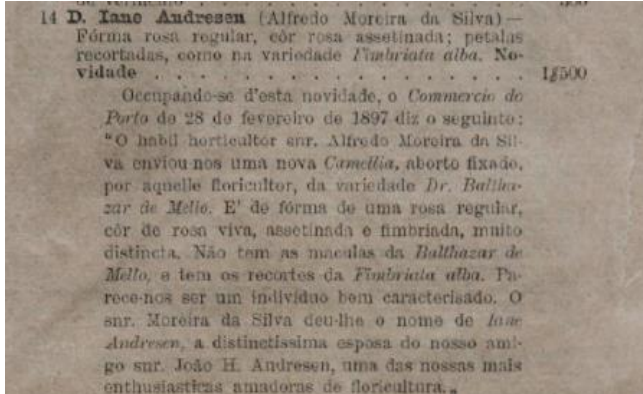 de vermelho . . . . . . . . . .
14 D. Iane Andresen (Alfredo Moreira da Silva)—
Fórma rosa regular, côr rosa assetinada; petalas
recortadas, como na variedade Fimbriata alba. No-
vidade . . . . . . . . . . . . 1$500
Occupando-se d'esta novidade, o Commercio do
Porto de 28 de fevereiro de 1897 diz o seguinte:
"O habil horticultor snr. Alfredo Moreira da Sil-
va enviou-nos uma nova Camellia, aborto fixado,
por aquelle floricultor, da variedade Dr. Baltha-
zar de Mello. E' de fórma de uma rosa regular,
côr de rosa viva, assetinada e fimbriada, muito
distincta. Não tem as maculas da Balthazar de
Mello, e tem os recortes da Fimbriata alba. Pa-
rece-nos ser um individuo bem caracterisado. O
snr. Moreira da Silva deu-lhe o nome de Iane
Andresen, a distinctissima esposa do nosso ami-
go snr. João H. Andresen, uma das nossas mais
enthusiasticas amadoras de floricultura.„